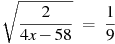 √(2/(4x − 58)) = 1/9